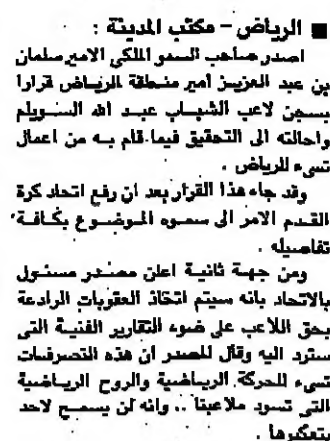 ■ الرياض – مكتب المدينة :
اصدر صاحب السمو الملكي الامير سلمان
بن عبد العزيز أمير منطقة الرياض قرارا
بسجن لاعب الشباب عبد الله السويلم
واحالته الى التحقيق فيما قام به من اعمال
تسيء للرياض .
وقد جاء هذا القرار بعد ان رفع اتحاد كرة
القدم الامر الى سموه الموضوع بكافة
تفاصيله .
ومن جهة ثانية اعلن مصدر مسئول
بالاتحاد بانه سيتم اتخاذ العقوبات الرادعة
بحق اللاعب على ضوء التقارير الفنية التى
سترد اليه وقال المصدر ان هذه التصرفات
تسيء للحركة الرياضية والروح الرياضية
التى تسود ملاعبنا .. وانه لن يسمح لاحد
بتعكيرها .